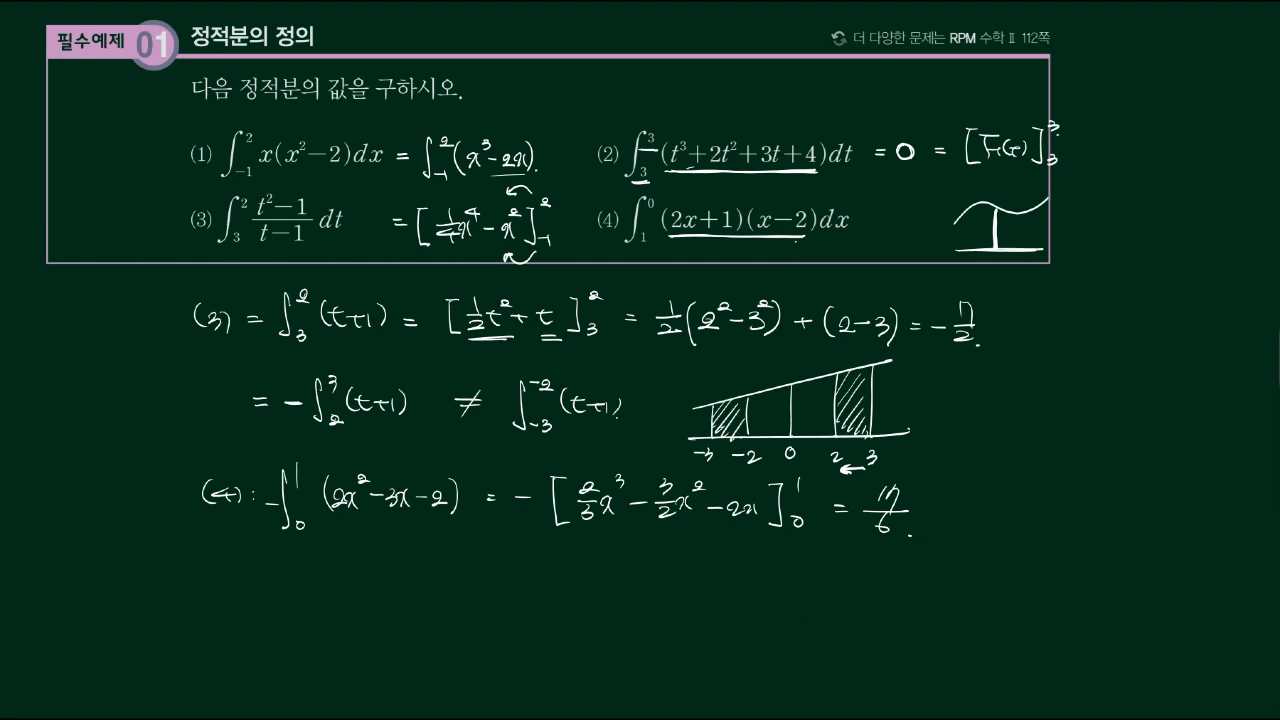 필수예제 01 정적분의 정의 더 다양한 문제는 RPM 수학 Ⅱ 112쪽
다음 정적분의 값을 구하시오.
(1) ∫_{-1}^{2} x(x²-2)dx = ∫_{-1}^{2} (x³-2x).
(2) ∫_{3}^{3} (t³+2t²+3t+4)dt = 0 = [F(x)]_{3}^{3}
(3) ∫_{3}^{2} (t²-1)/(t-1) dt
= [1/4x⁴-x²]_{-1}^{2}
(4) ∫_{1}^{0} (2x+1)(x-2)dx
(3) = ∫_{3}^{2} (t+1) = [1/2t²+t]_{3}^{2} = 1/2(2²-3²)+(2-3) = -7/2.
= -∫_{2}^{3} (t+1) ≠ ∫_{-3}^{-2} (t+1).
-3 -2 0 2 3
(4): -∫_{0}^{1} (2x²-3x-2) = -[2/3x³-3/2x²-2x]_{0}^{1} = 17/6.